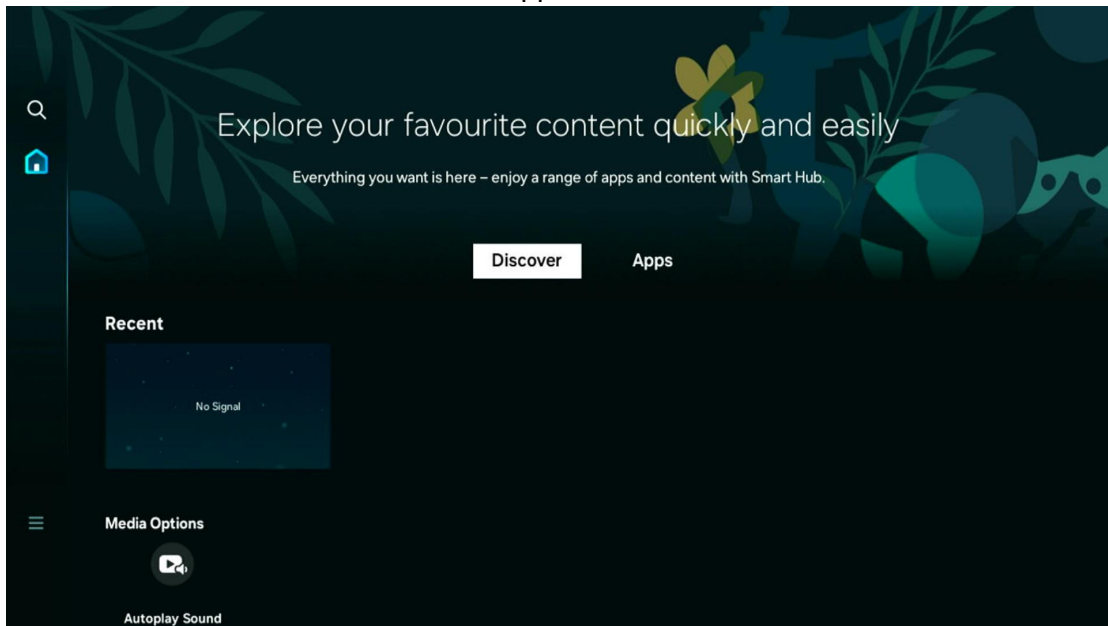 Explore your favourite content quickly and easily
Everything you want is here – enjoy a range of apps and content with Smart Hub.
Discover
Apps
Recent
No Signal
Media Options
Autoplay Sound